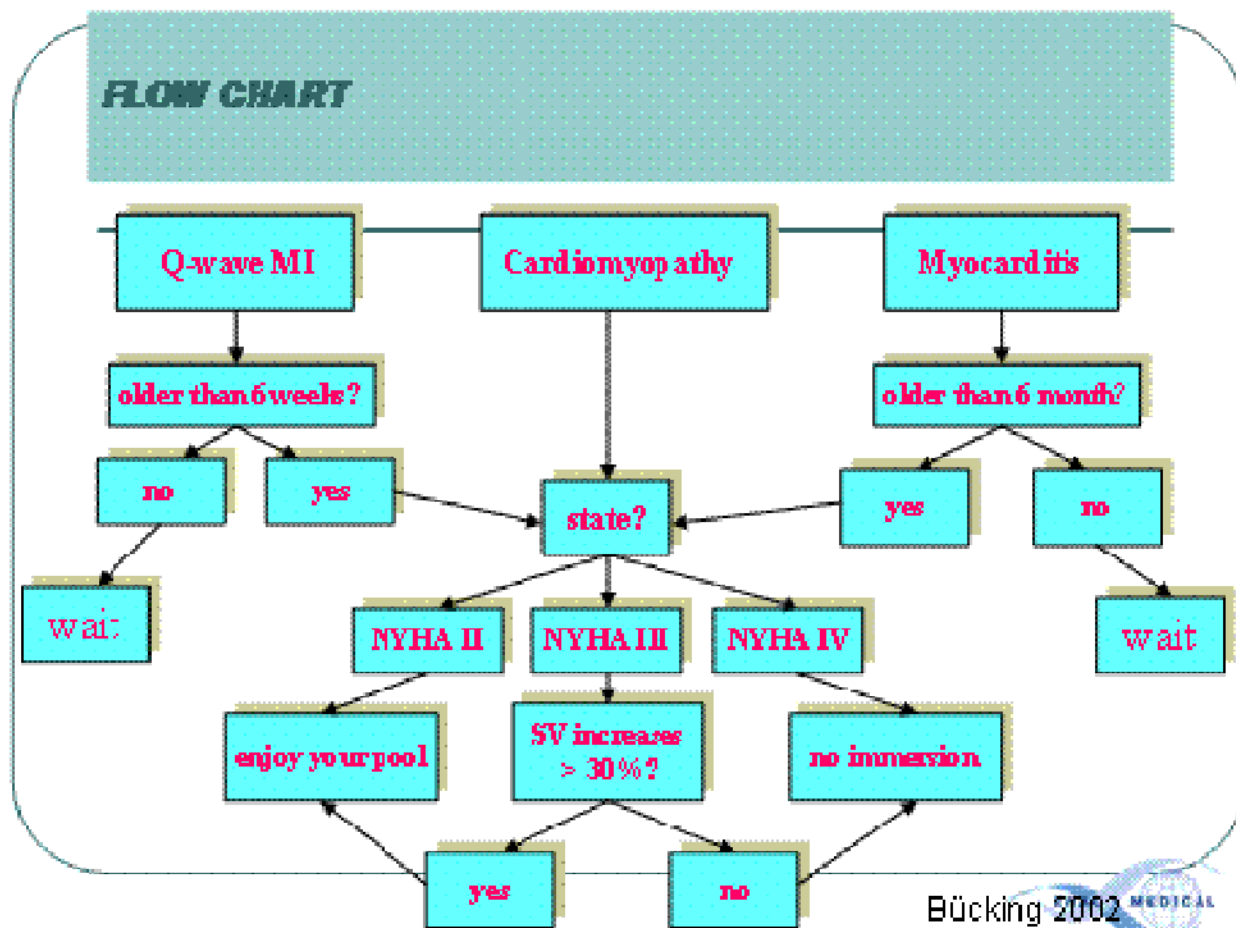 FLOW CHART
Q-wave MI
Cardiomyopathy
Myocarditis
older than 6 weeks?
older than 6 month?
no
yes
state?
yes
no
wait
NYHA II
NYHA III
NYHA IV
wait
enjoy your pool
SV increases
> 30%?
no immersion
yes
no
Bücking 2002
MEDICAL